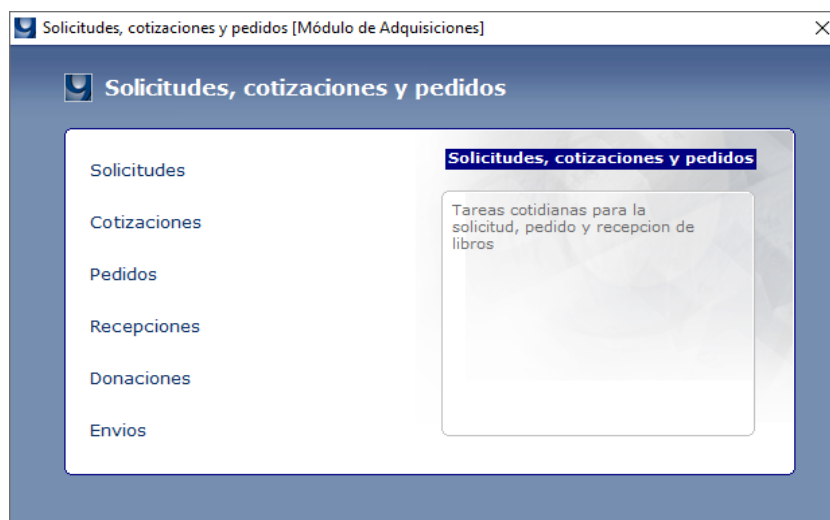 Solicitudes, cotizaciones y pedidos [Módulo de Adquisiciones]
Solicitudes, cotizaciones y pedidos
Solicitudes
Cotizaciones
Pedidos
Recepciones
Donaciones
Envios
Solicitudes, cotizaciones y pedidos
Tareas cotidianas para la
solicitud, pedido y recepcion de
libros